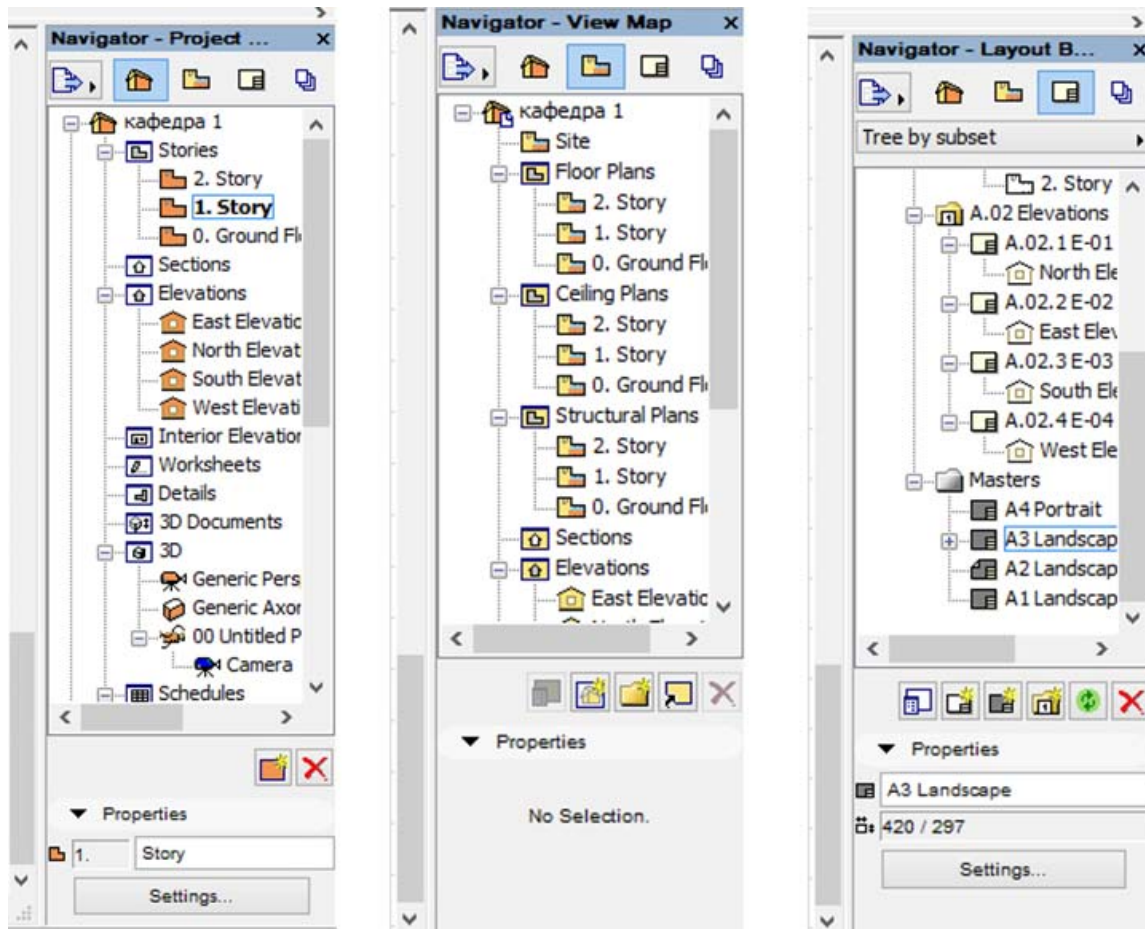 Navigator - Project ...
кафедра 1
Stories
2. Story
1. Story
0. Ground Fl
Sections
Elevations
East Elevatic
North Elevat
South Elevat
West Elevati
Interior Elevation
Worksheets
Details
3D Documents
3D
Generic Pers
Generic Axor
00 Untitled P
Camera
Schedules
Properties
1. Story
Settings...
Navigator - View Map
кафедра 1
Site
Floor Plans
2. Story
1. Story
0. Ground Fl
Ceiling Plans
2. Story
1. Story
0. Ground Fl
Structural Plans
2. Story
1. Story
0. Ground Fl
Sections
Elevations
East Elevatic
Properties
No Selection.
Navigator - Layout B...
Tree by subset
2. Story
A.02 Elevations
A.02.1 E-01
North Ele
A.02.2 E-02
East Elev
A.02.3 E-03
South Ele
A.02.4 E-04
West Ele
Masters
A4 Portrait
A3 Landscap
A2 Landscap
A1 Landscap
Properties
A3 Landscape
420 / 297
Settings...